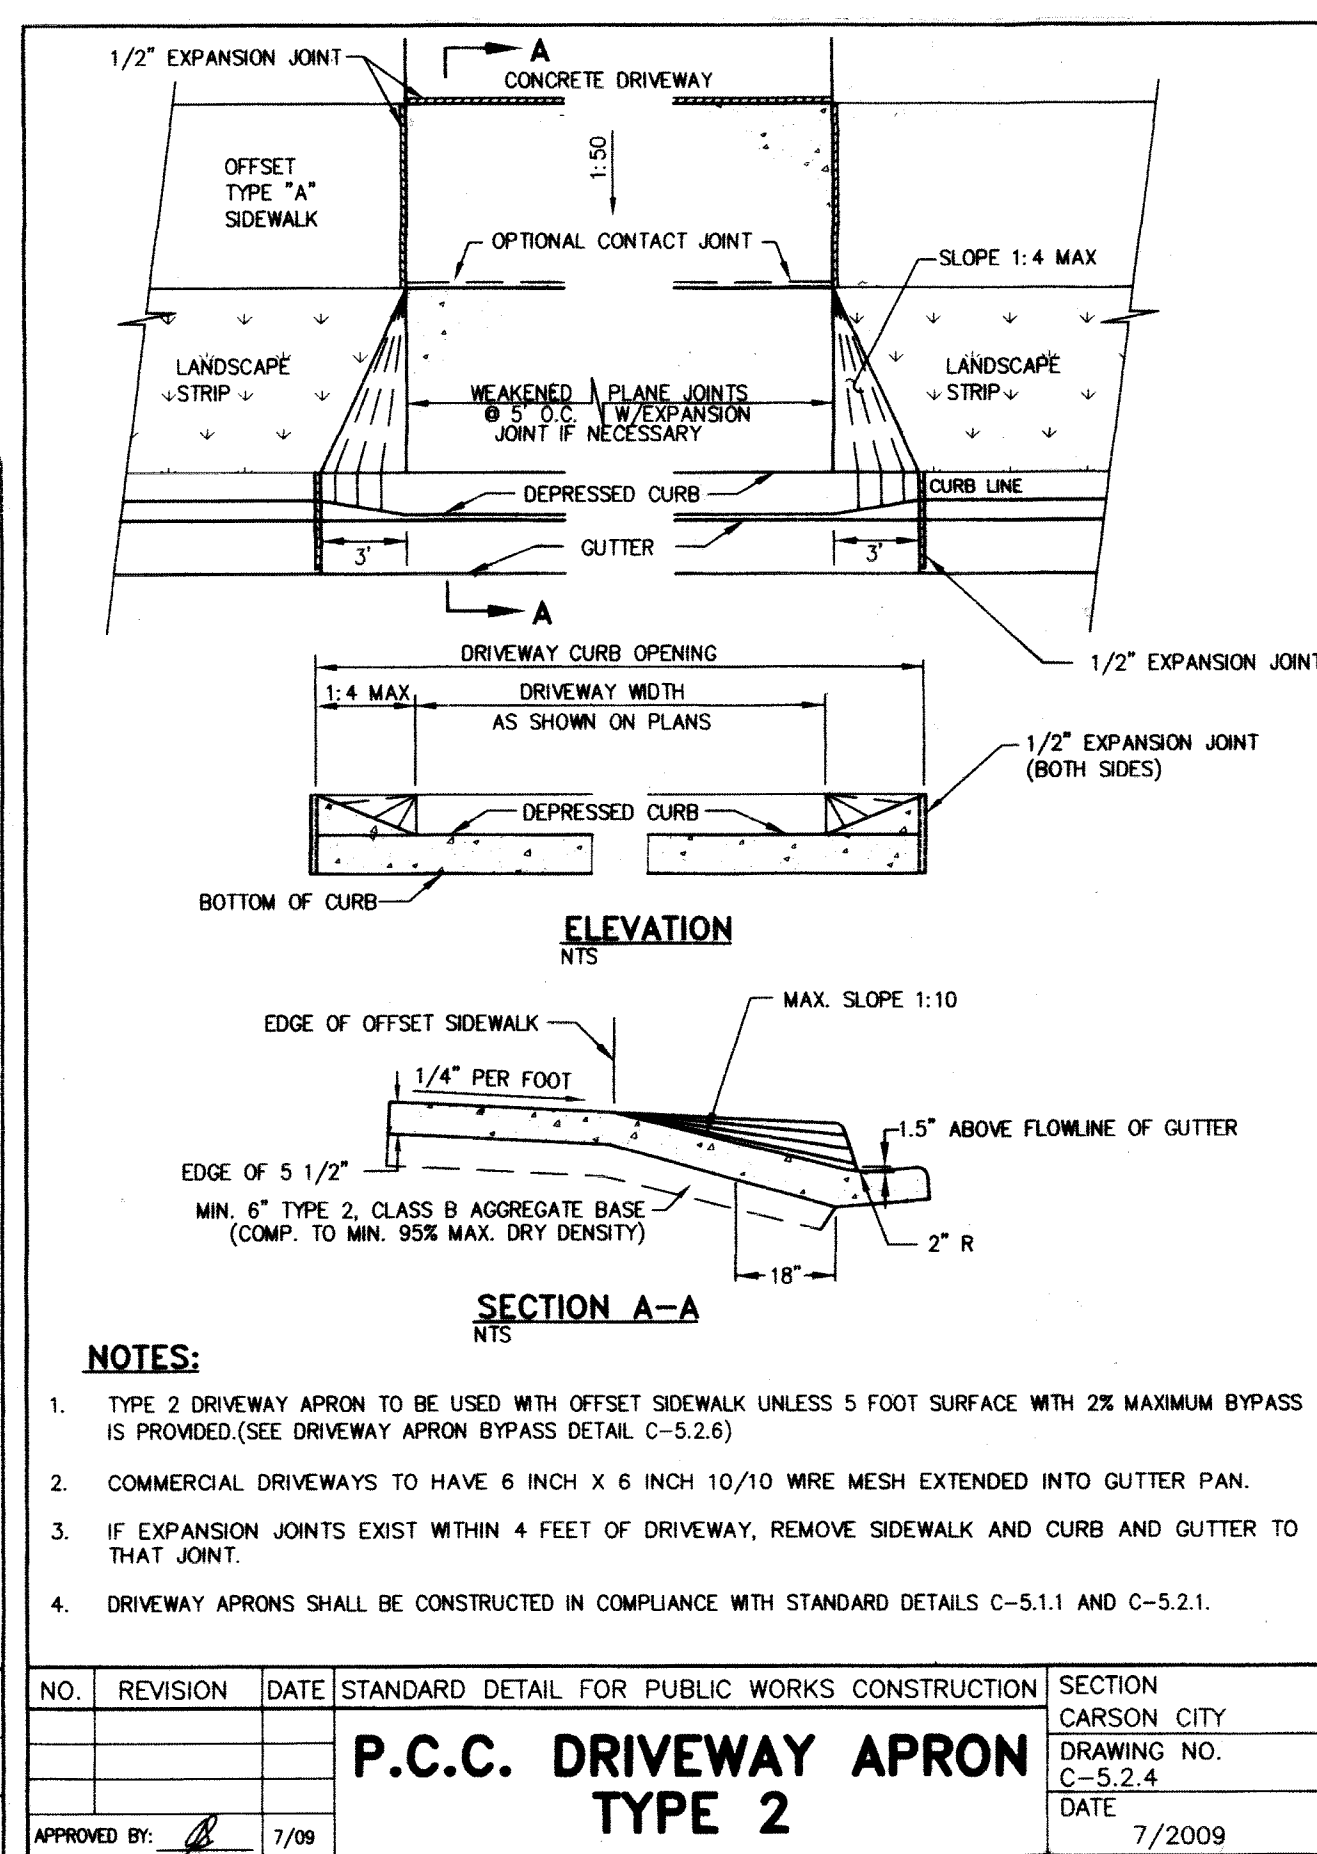 1/2" EXPANSION JOINT
A
CONCRETE DRIVEWAY
1:50
OFFSET
TYPE "A"
SIDEWALK
OPTIONAL CONTACT JOINT
SLOPE 1:4 MAX
LANDSCAPE
STRIP
WEAKENED PLANE JOINTS
@ 5' O.C. W/EXPANSION
JOINT IF NECESSARY
LANDSCAPE
STRIP
DEPRESSED CURB
CURB LINE
3'
GUTTER
3'
A
DRIVEWAY CURB OPENING
1/2" EXPANSION JOINT
1:4 MAX
DRIVEWAY WIDTH
AS SHOWN ON PLANS
1/2" EXPANSION JOINT
(BOTH SIDES)
DEPRESSED CURB
BOTTOM OF CURB
ELEVATION
NTS
MAX. SLOPE 1:10
EDGE OF OFFSET SIDEWALK
1/4" PER FOOT
1.5" ABOVE FLOWLINE OF GUTTER
EDGE OF 5 1/2"
MIN. 6" TYPE 2, CLASS B AGGREGATE BASE
(COMP. TO MIN. 95% MAX. DRY DENSITY)
2" R
18"
SECTION A-A
NTS
NOTES:
1. TYPE 2 DRIVEWAY APRON TO BE USED WITH OFFSET SIDEWALK UNLESS 5 FOOT SURFACE WITH 2% MAXIMUM BYPASS
IS PROVIDED.(SEE DRIVEWAY APRON BYPASS DETAIL C-5.2.6)
2. COMMERCIAL DRIVEWAYS TO HAVE 6 INCH X 6 INCH 10/10 WIRE MESH EXTENDED INTO GUTTER PAN.
3. IF EXPANSION JOINTS EXIST WITHIN 4 FEET OF DRIVEWAY, REMOVE SIDEWALK AND CURB AND GUTTER TO
THAT JOINT.
4. DRIVEWAY APRONS SHALL BE CONSTRUCTED IN COMPLIANCE WITH STANDARD DETAILS C-5.1.1 AND C-5.2.1.
NO. REVISION DATE
STANDARD DETAIL FOR PUBLIC WORKS CONSTRUCTION
P.C.C. DRIVEWAY APRON
TYPE 2
SECTION
CARSON CITY
DRAWING NO.
C-5.2.4
DATE
7/2009
APPROVED BY: 7/09